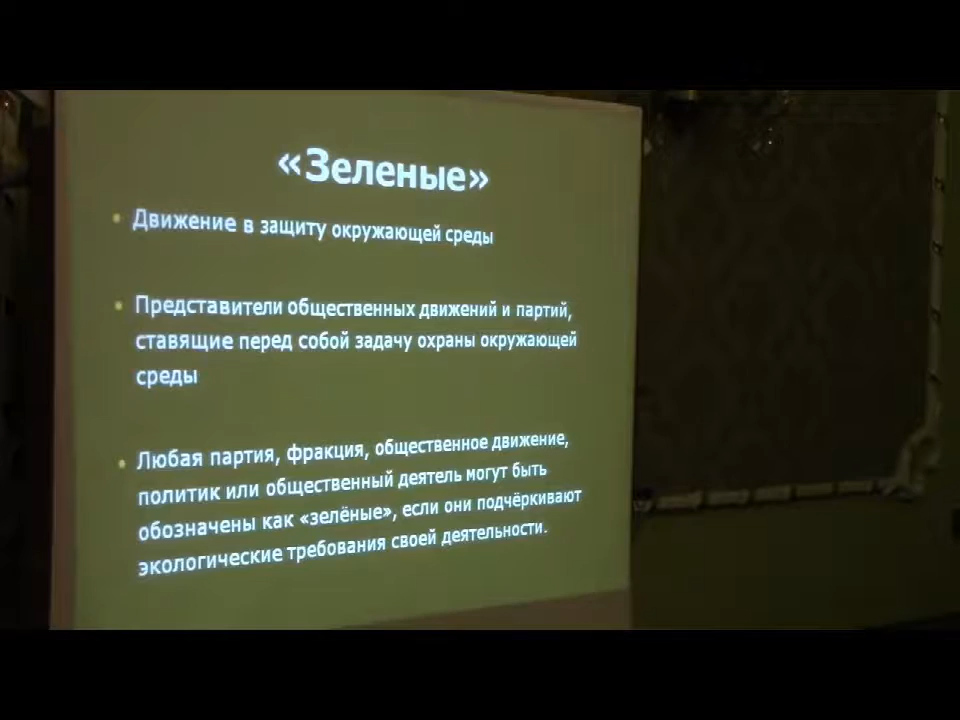 «Зеленые»
• Движение в защиту окружающей среды
• Представители общественных движений и партий,
ставящие перед собой задачу охраны окружающей
среды
• Любая партия, фракция, общественное движение,
политик или общественный деятель могут быть
обозначены как «зелёные», если они подчёркивают
экологические требования своей деятельности.